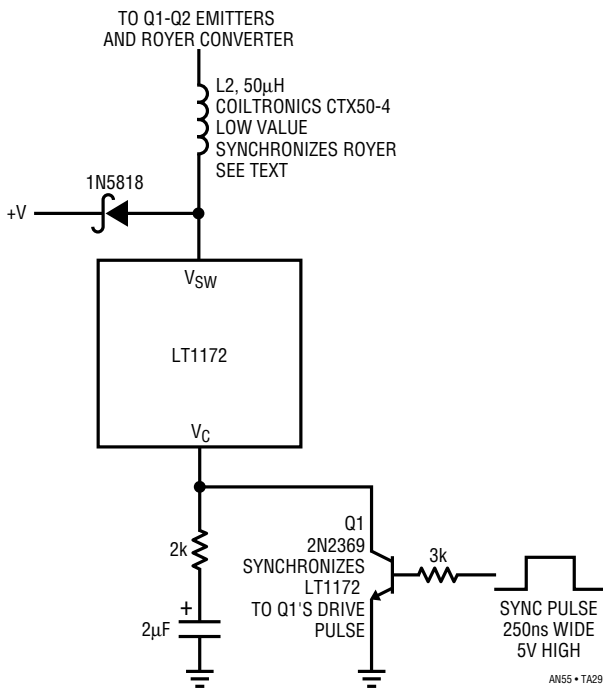 TO Q1-Q2 EMITTERS
AND ROYER CONVERTER
L2, 50μH
COILTRONICS CTX50-4
LOW VALUE
SYNCHRONIZES ROYER
SEE TEXT
1N5818
+V
VSW
LT1172
VC
2k
+
2μF
Q1
2N2369
SYNCHRONIZES
LT1172
TO Q1'S DRIVE
PULSE
3k
SYNC PULSE
250ns WIDE
5V HIGH
AN55 • TA29